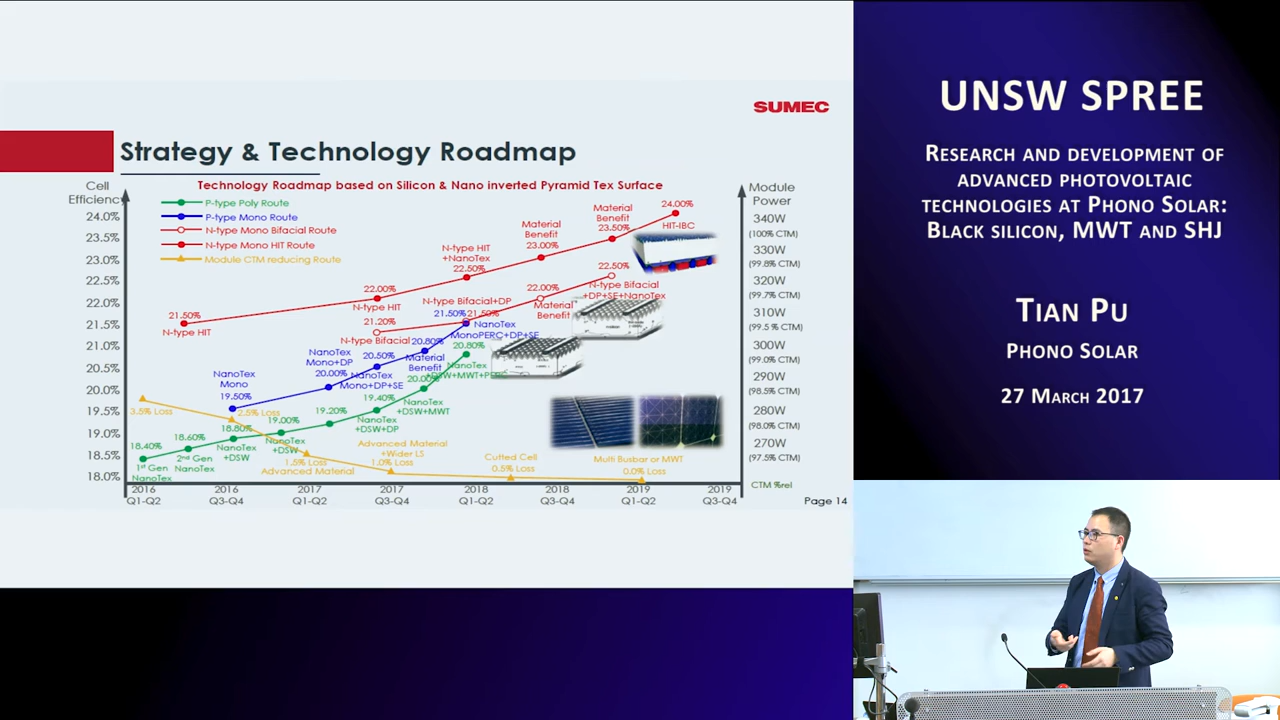 SUMEC
Strategy & Technology Roadmap
Technology Roadmap based on Silicon & Nano inverted Pyramid Tex Surface
Cell
Efficiency
24.0%
23.5%
23.0%
22.5%
22.0%
21.5%
21.0%
20.5%
20.0%
19.5%
19.0%
18.5%
18.0%
P-type Poly Route
P-type Mono Route
N-type Mono Bifacial Route
N-type Mono HIT Route
Module CTM reducing Route
21.50%
N-type HIT
22.00%
N-type HIT
N-type HIT
+NanoTex
22.50%
Material
Benefit
23.00%
Material
Benefit
23.50%
24.00%
HIT-IBC
21.20%
N-type Bifacial
N-type Bifacial+DP
21.50%
22.00%
Material
Benefit
22.50%
N-type Bifacial
+DP+SE+NanoTex
NanoTex
Mono
19.50%
NanoTex
Mono+DP
20.00%
20.50%
NanoTex
Mono+DP+SE
20.80%
Material
Benefit
21.50%
NanoTex
MonoPERC+DP+SE
18.40%
1st Gen
NanoTex
18.60%
2nd Gen
NanoTex
18.80%
NanoTex
+DSW
19.00%
NanoTex
+DSW
19.20%
19.40%
NanoTex
+DSW+DP
20.00%
NanoTex
+DSW+MWT
20.80%
NanoTex
3.5% Loss
2.5% Loss
1.5% Loss
Advanced Material
Advanced Material
+Wider LS
1.0% Loss
Cutted Cell
0.5% Loss
Multi Busbar or MWT
0.0% Loss
Module
Power
340W
(100% CTM)
330W
(99.8% CTM)
320W
(99.7% CTM)
310W
(99.5 % CTM)
300W
(99.0% CTM)
290W
(98.5% CTM)
280W
(98.0% CTM)
270W
(97.5% CTM)
CTM %rel
2016
Q1-Q2
2016
Q3-Q4
2017
Q1-Q2
2017
Q3-Q4
2018
Q1-Q2
2018
Q3-Q4
2019
Q1-Q2
2019
Q3-Q4
Page 14
UNSW SPREE
Research and development of
advanced photovoltaic
technologies at Phono Solar:
Black silicon, MWT and SHJ
Tian Pu
Phono Solar
27 March 2017